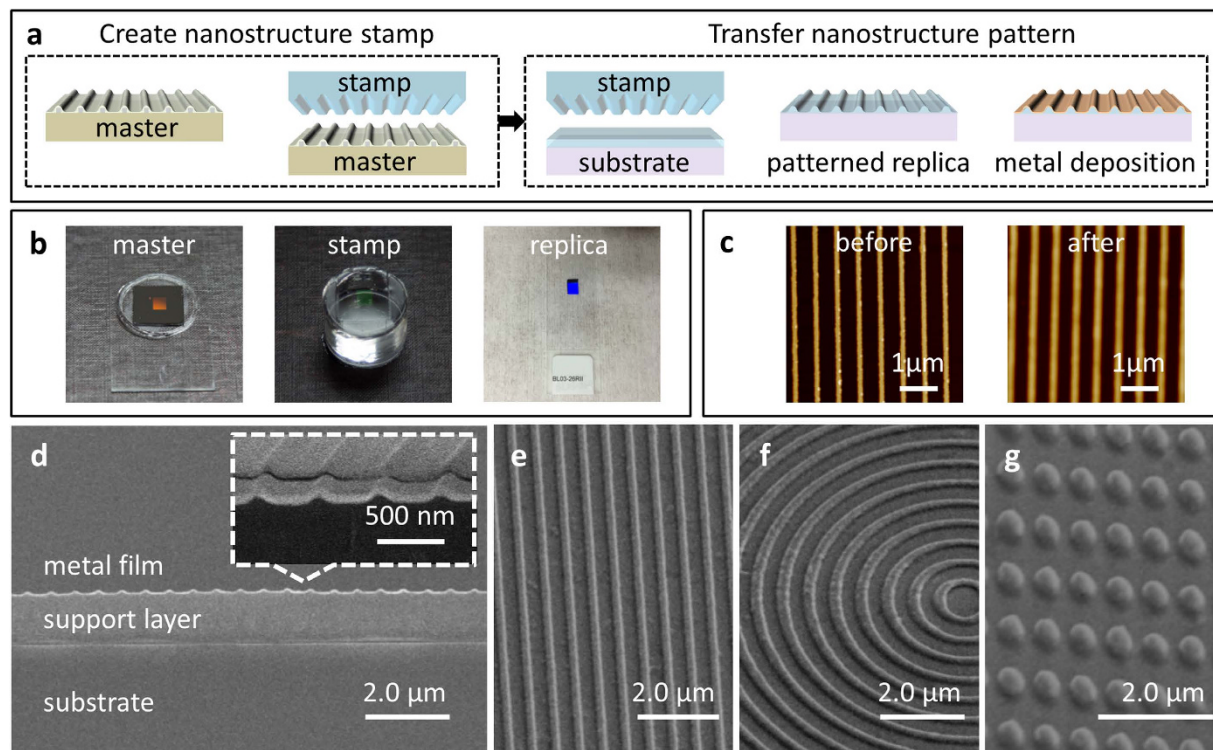 a
Create nanostructure stamp
Transfer nanostructure pattern
master
stamp
master
stamp
substrate
patterned replica
metal deposition
b
master
stamp
replica
BL03-26RII
c
before
1μm
after
1μm
d
500 nm
metal film
support layer
substrate
2.0 μm
e
2.0 μm
f
2.0 μm
g
2.0 μm